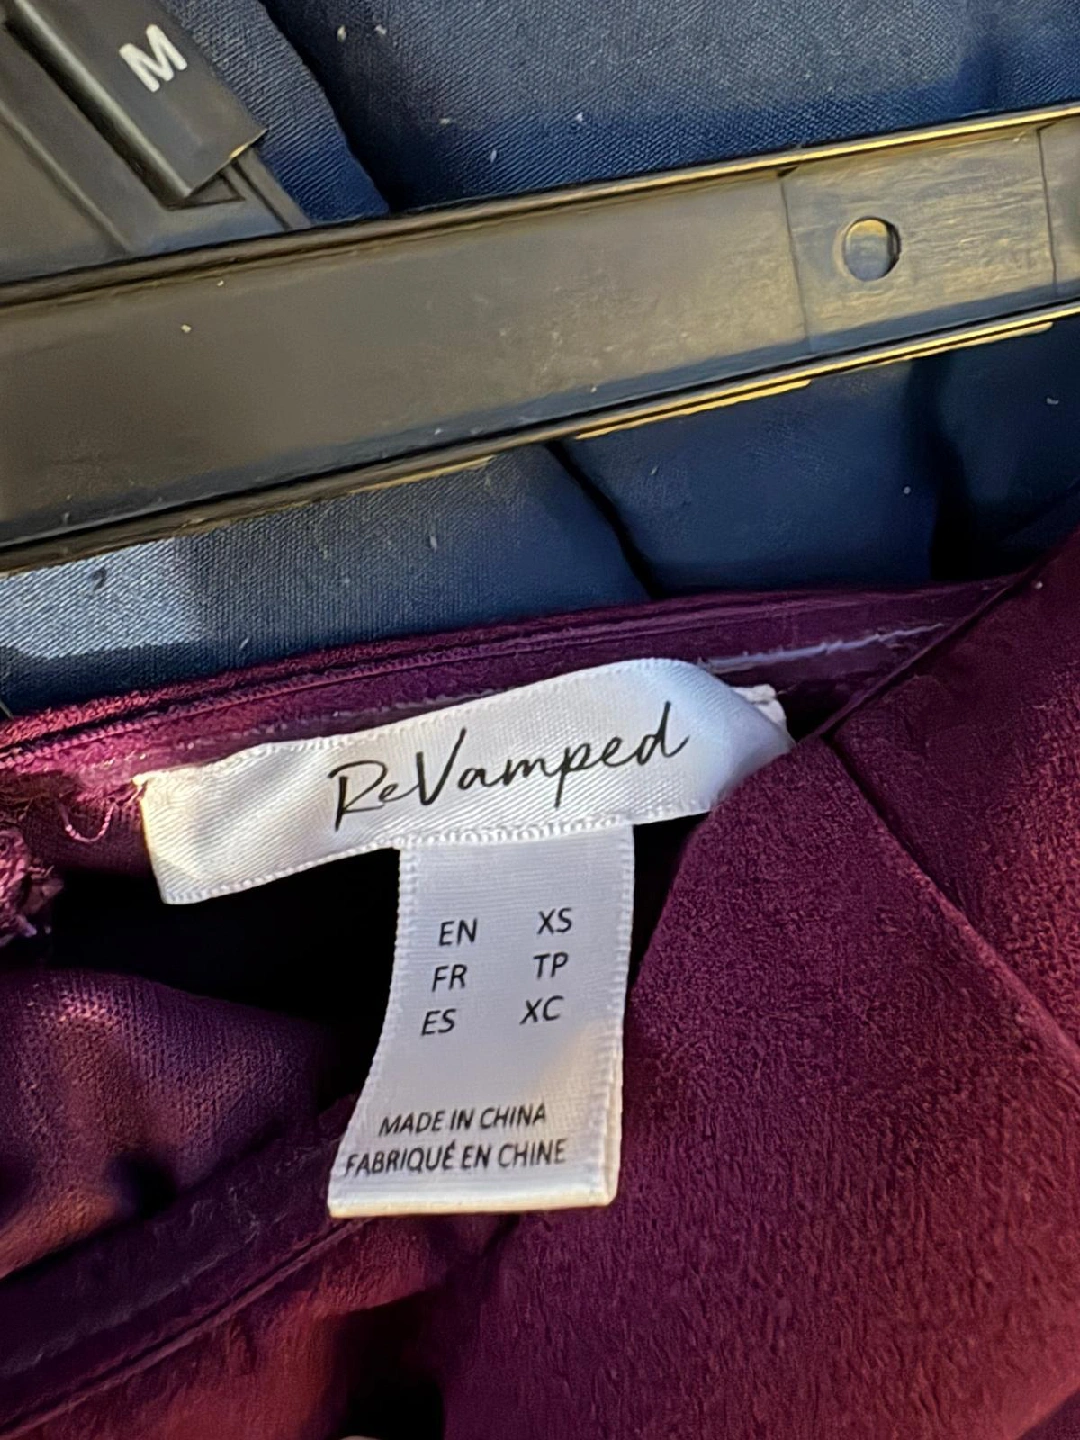 M
ReVamped
EN XS
FR TP
ES XC
MADE IN CHINA
FABRIQUÉ EN CHINE